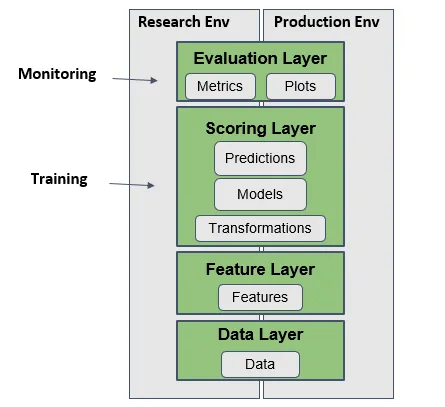 Research Env
Production Env
Evaluation Layer
Monitoring
Metrics
Plots
Scoring Layer
Predictions
Training
Models
Transformations
Feature Layer
Features
Data Layer
Data